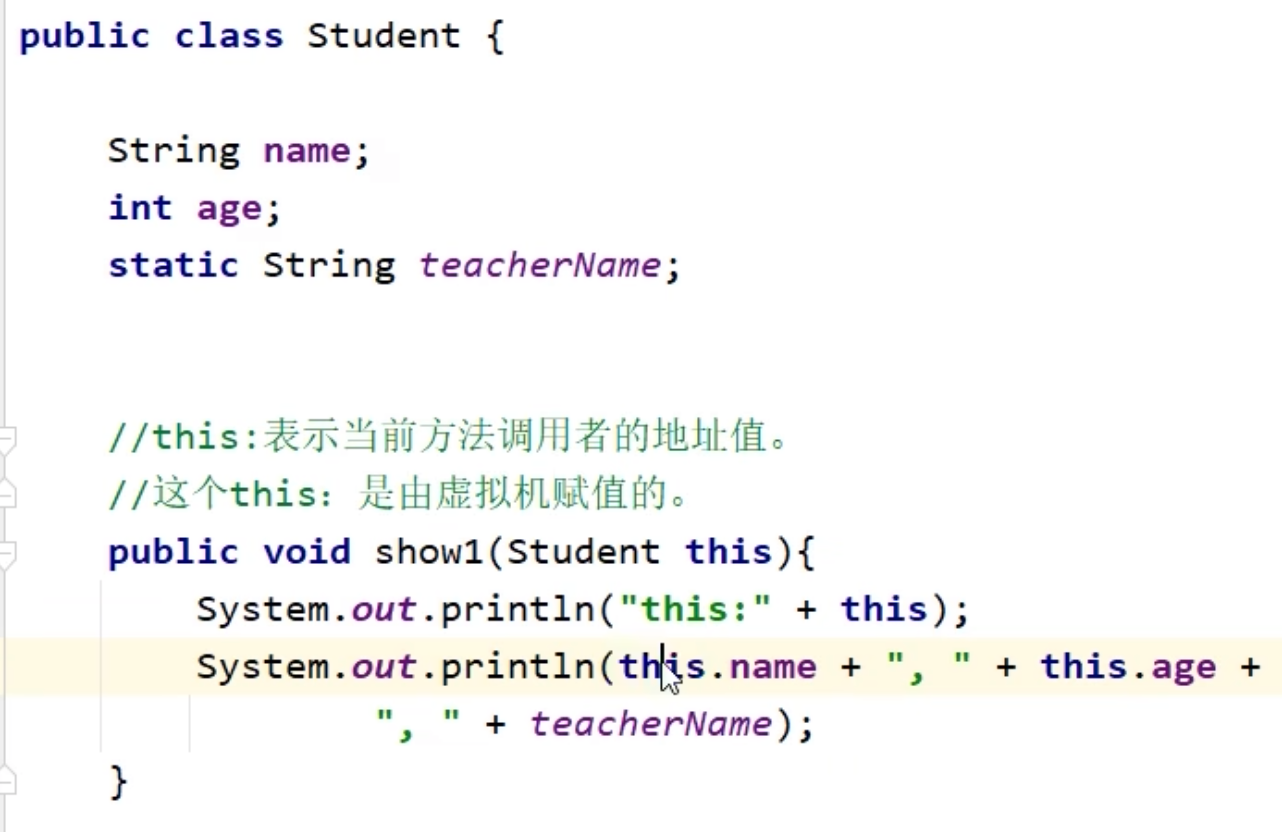 public class Student {
String name;
int age;
static String teacherName;
//this:表示当前方法调用者的地址值。
//这个this: 是由虚拟机赋值的。
public void show1(Student this){
System.out.println("this:" + this);
System.out.println(this.name + ", " + this.age +
", " + teacherName);
}